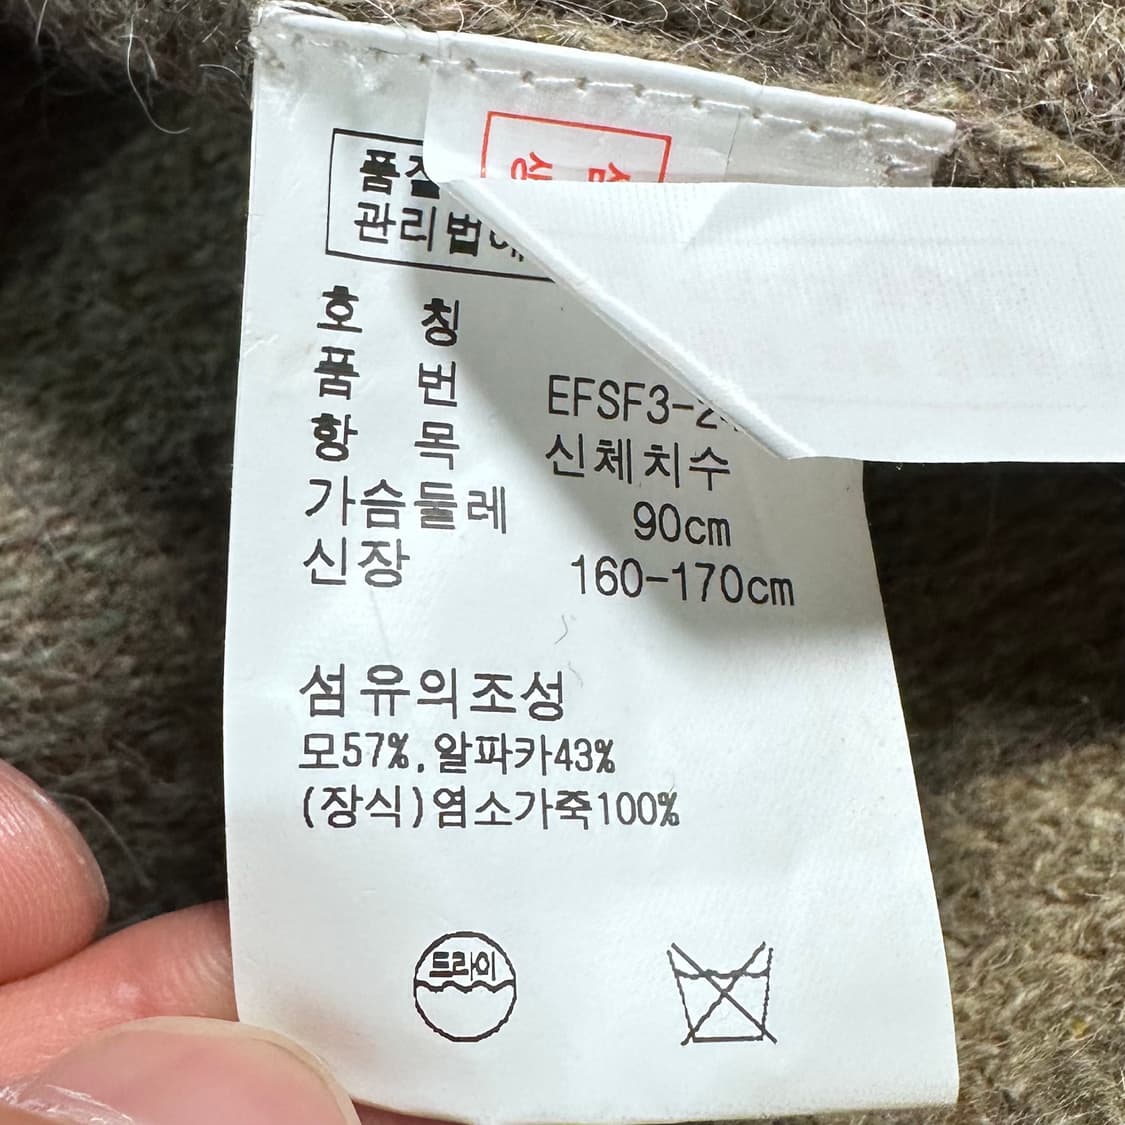 관리법에
호 칭
품 번 EFSF3-2
항 목 신체치수
가슴둘레 90cm
신장 160-170cm
섬유의조성
모57%.알파카43%
(장식)염소가죽100%
드라이